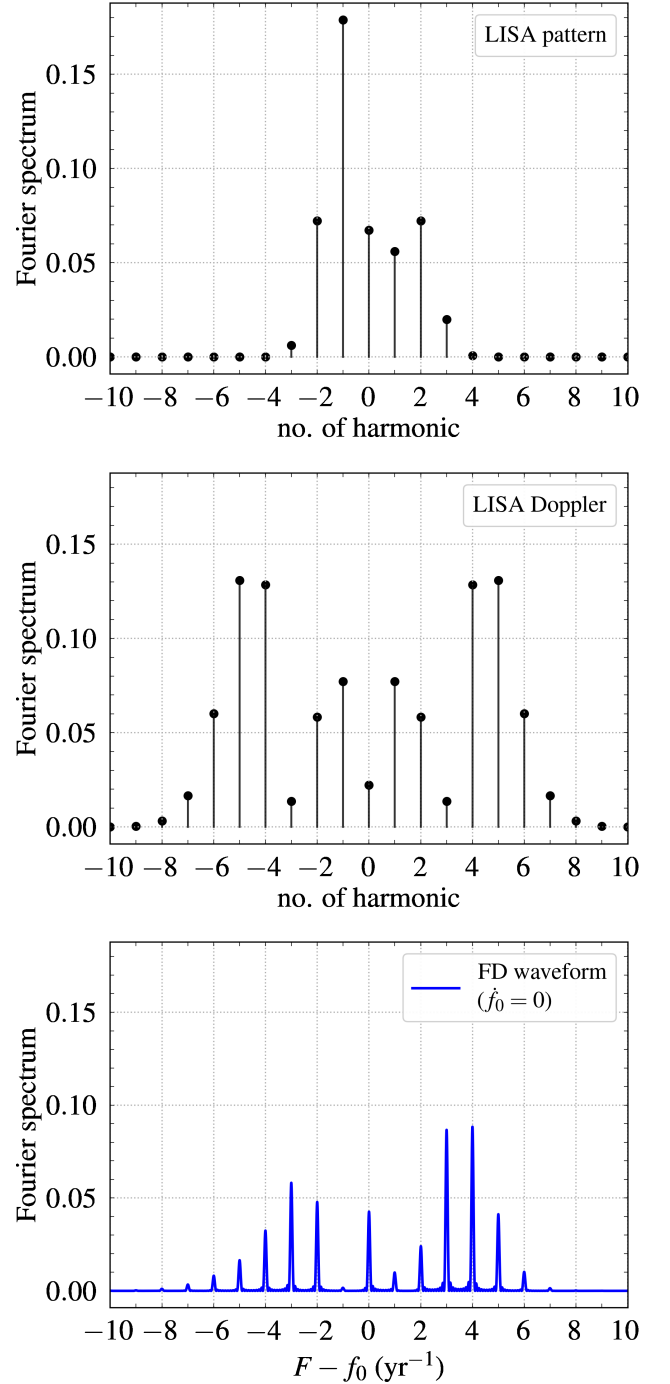 LISA pattern
0.15
0.10
0.05
0.00
Fourier spectrum
−10 −8 −6 −4 −2 0 2 4 6 8 10
no. of harmonic
LISA Doppler
0.15
0.10
0.05
0.00
Fourier spectrum
−10 −8 −6 −4 −2 0 2 4 6 8 10
no. of harmonic
FD waveform
(ḟ₀ = 0)
0.15
0.10
0.05
0.00
Fourier spectrum
−10 −8 −6 −4 −2 0 2 4 6 8 10
F − f₀ (yr⁻¹)